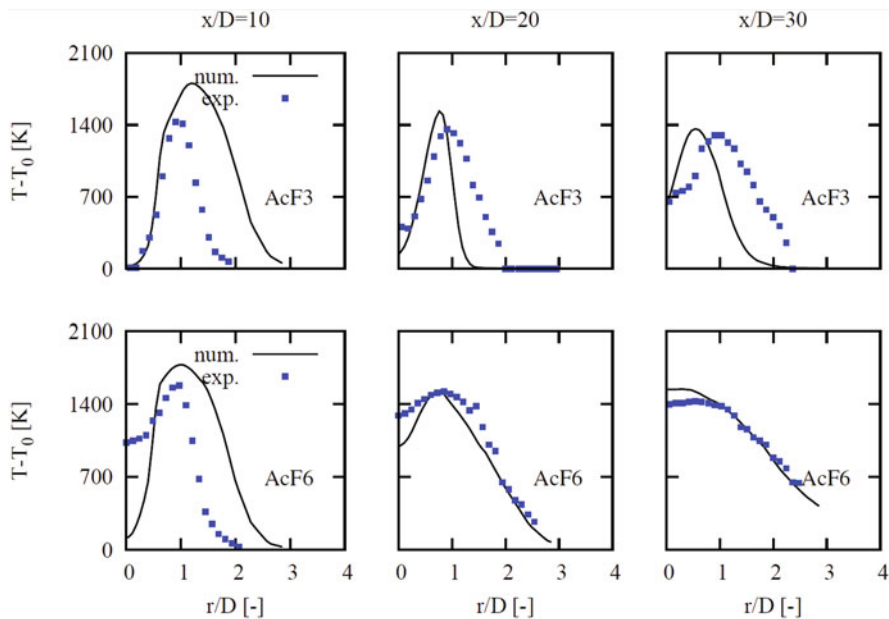 x/D=10 x/D=20 x/D=30
2100
num.
exp.
1400
T-T0 [K]
700
AcF3 AcF3 AcF3
0
2100
num.
exp.
1400
T-T0 [K]
700
AcF6 AcF6 AcF6
0
0 1 2 3 4 0 1 2 3 4 0 1 2 3 4
r/D [-] r/D [-] r/D [-]